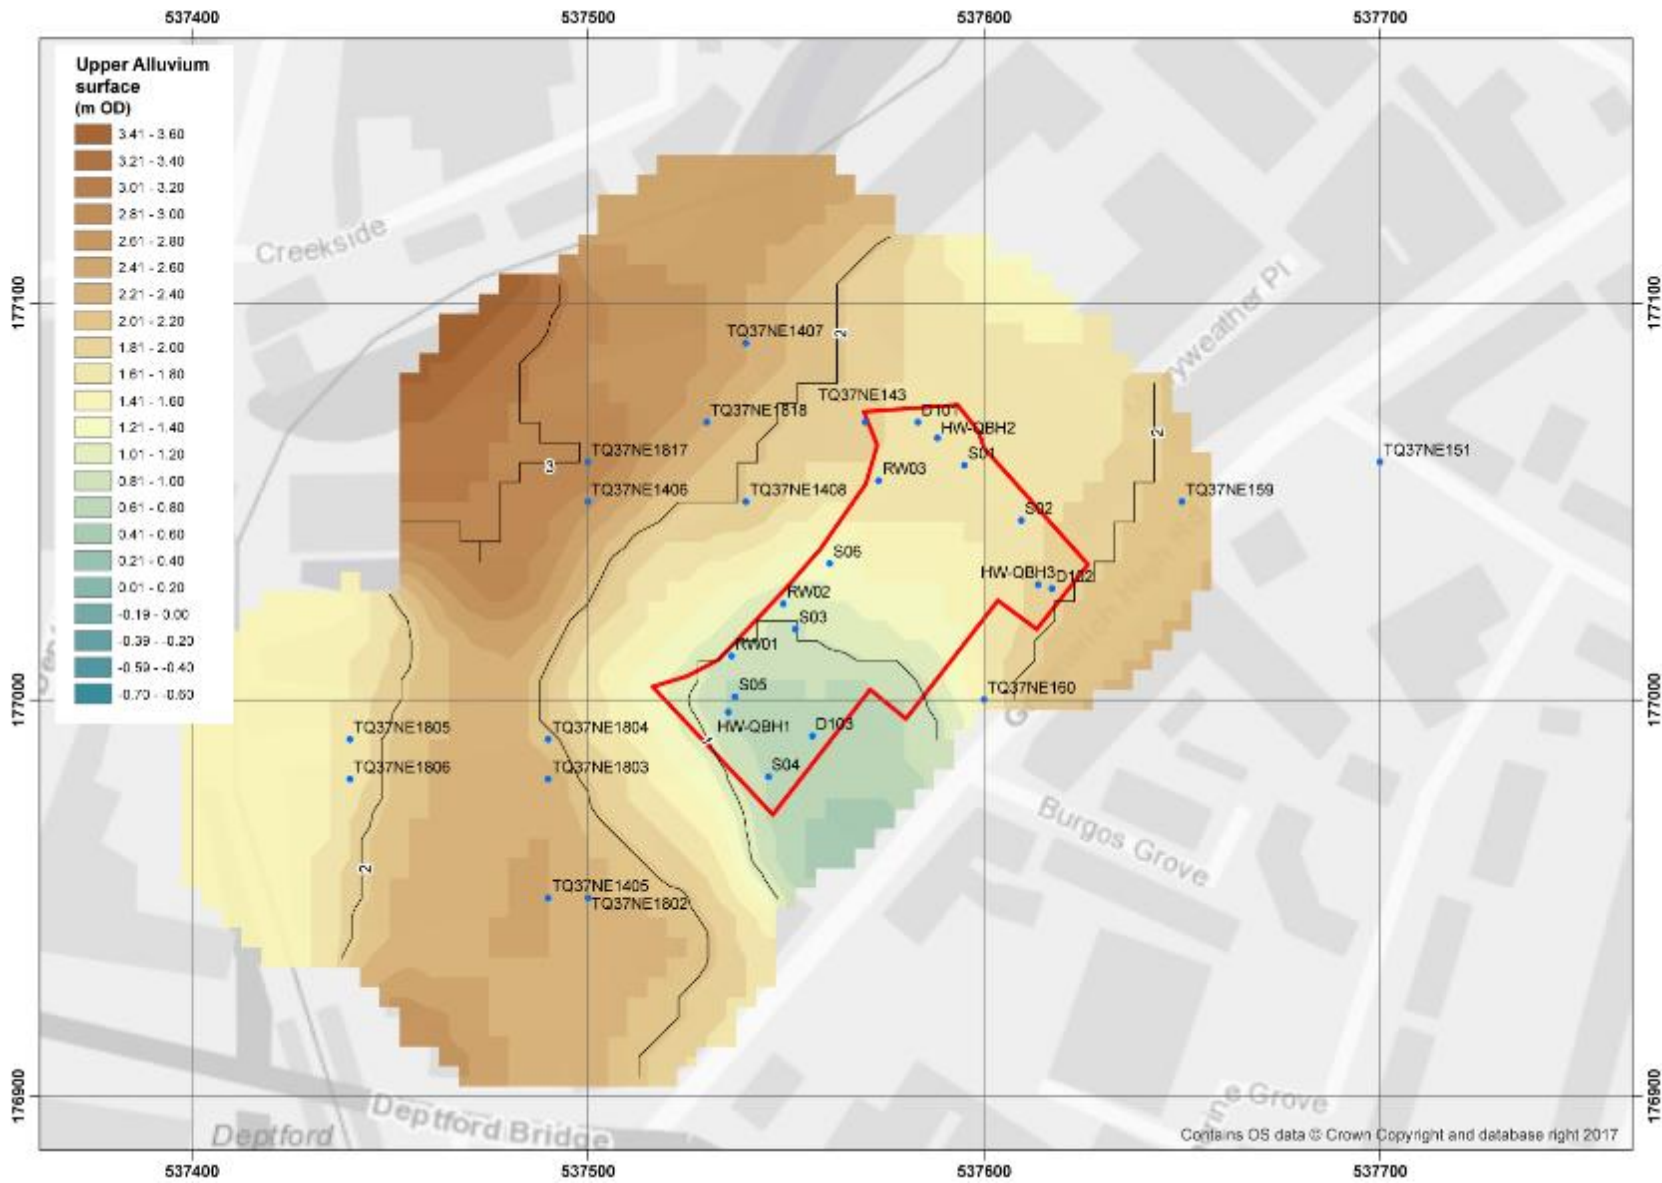 537400
537500
537600
537700
Upper Alluvium
surface
(m OD)
3.41 - 3.60
3.21 - 3.40
3.01 - 3.20
2.81 - 3.00
2.61 - 2.80
2.41 - 2.60
2.21 - 2.40
2.01 - 2.20
1.81 - 2.00
1.61 - 1.80
1.41 - 1.60
1.21 - 1.40
1.01 - 1.20
0.81 - 1.00
0.61 - 0.80
0.41 - 0.60
0.21 - 0.40
0.01 - 0.20
-0.19 - 0.00
-0.39 - -0.20
-0.59 - -0.40
-0.70 - -0.60
Creekside
yweather Pl
177100
177100
TQ37NE1407
2
TQ37NE143
TQ37NE1818
D101
HW-QBH2
2
TQ37NE1817
3
S01
TQ37NE151
RW03
TQ37NE1406
TQ37NE1408
TQ37NE159
S02
S06
HW-QBH3
D102
RW02
S03
RW01
S05
TQ37NE160
177000
177000
HW-QBH1
D103
1
TQ37NE1805
TQ37NE1804
TQ37NE1806
TQ37NE1803
S04
Burgos Grove
2
TQ37NE1405
TQ37NE1802
176900
176900
Deptford
Deptford Bridge
rine Grove
Contains OS data © Crown Copyright and database right 2017
537400
537500
537600
537700